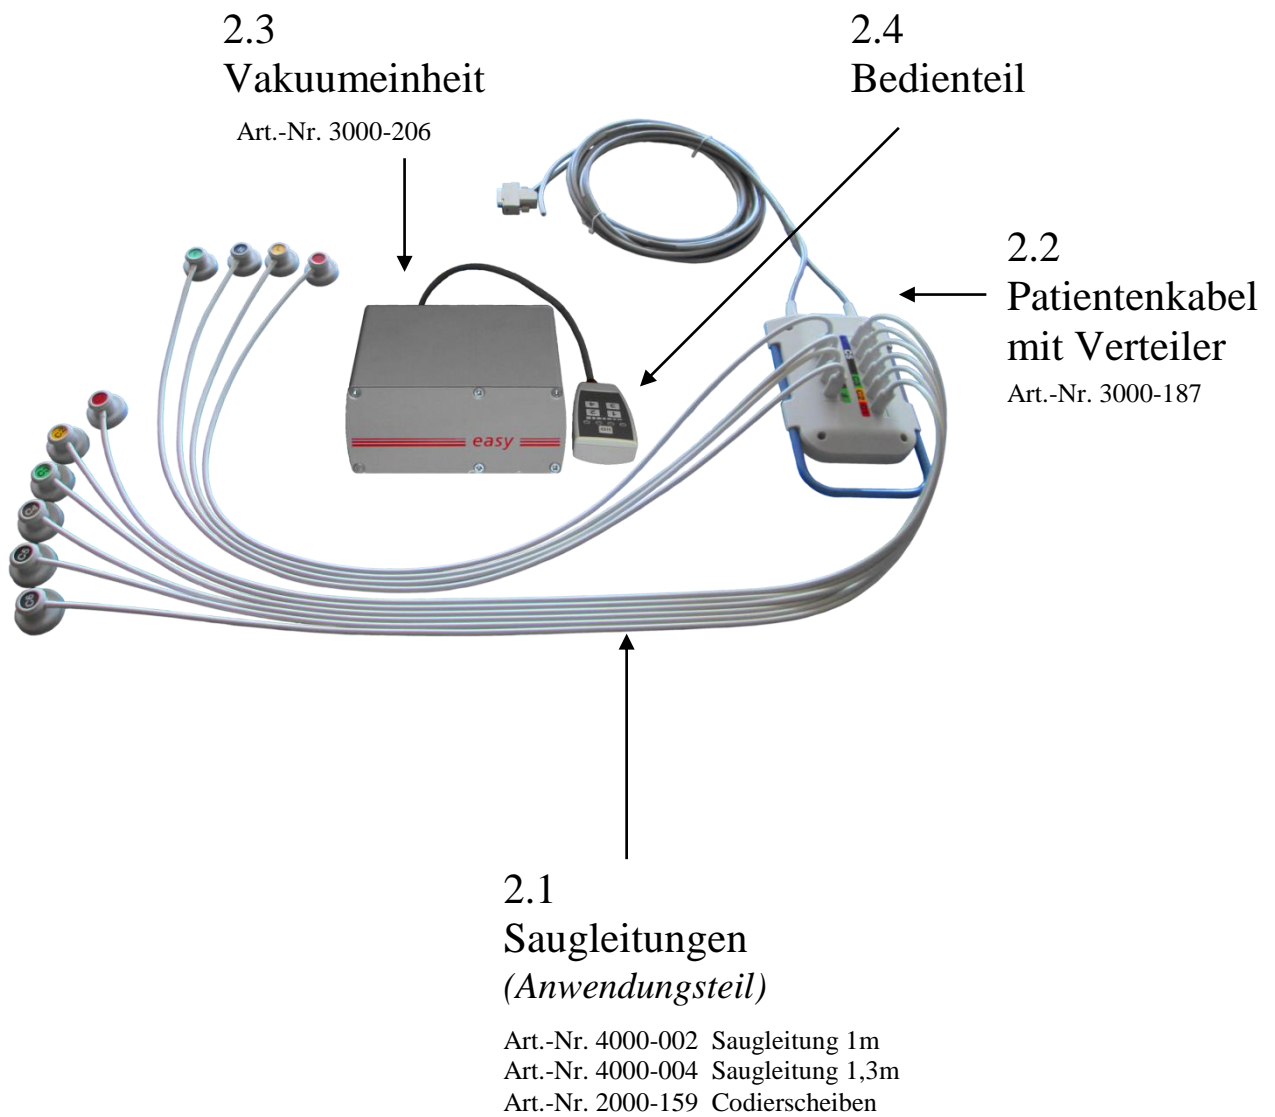 2.3
Vakuumeinheit
Art.-Nr. 3000-206
2.4
Bedienteil
2.2
Patientenkabel
mit Verteiler
Art.-Nr. 3000-187
easy
2.1
Saugleitungen
(Anwendungsteil)
Art.-Nr. 4000-002 Saugleitung 1m
Art.-Nr. 4000-004 Saugleitung 1,3m
Art.-Nr. 2000-159 Codierscheiben